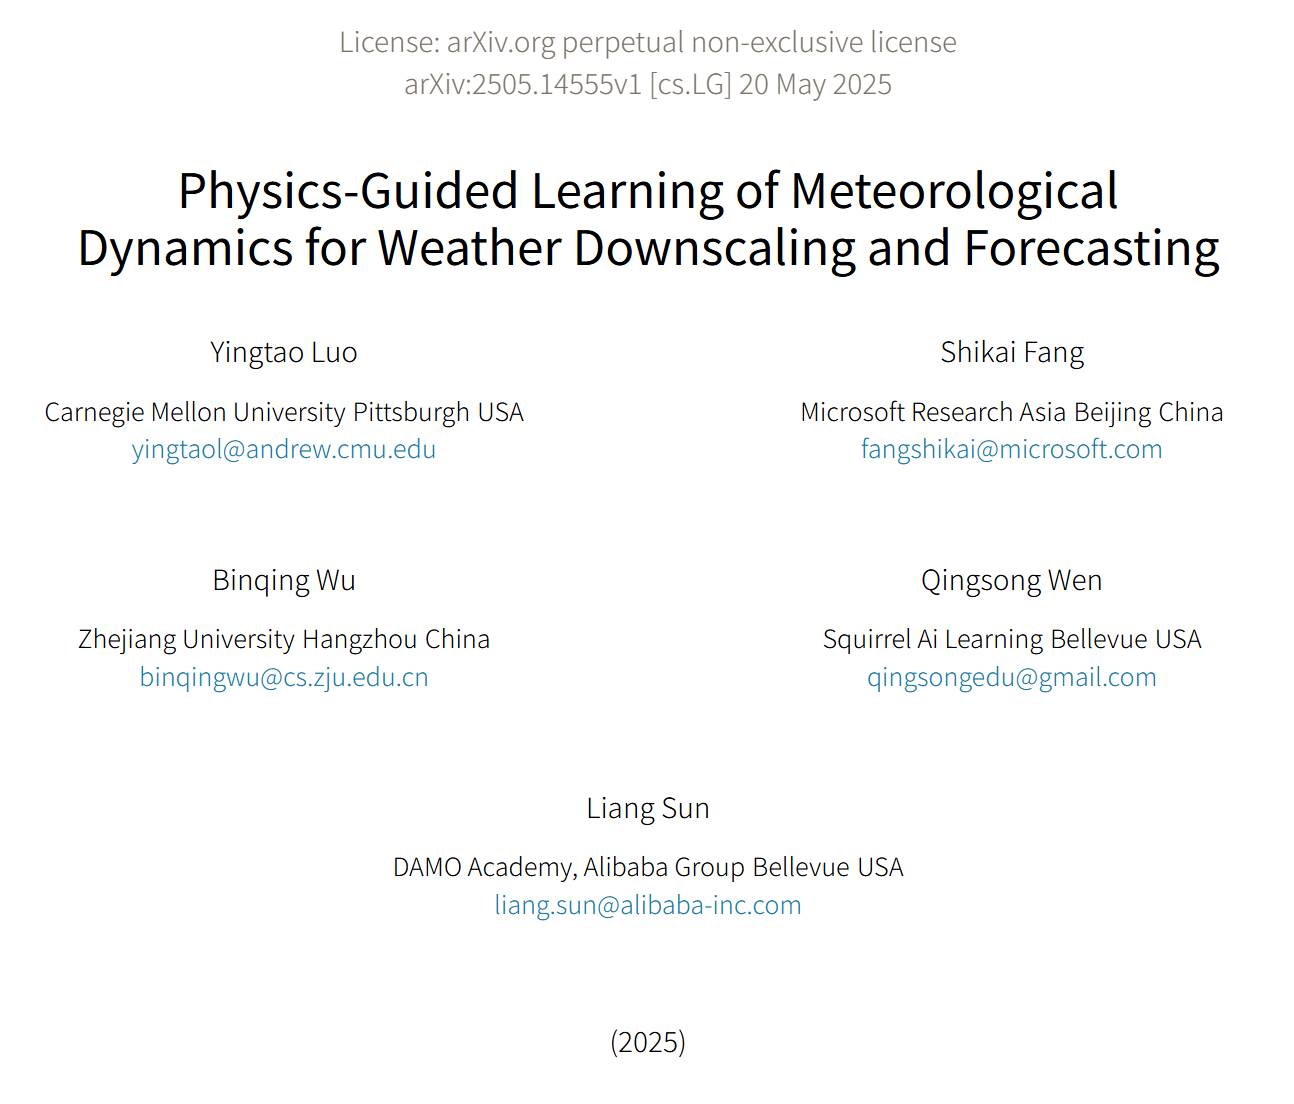 License: arXiv.org perpetual non-exclusive license
arXiv:2505.14555v1 [cs.LG] 20 May 2025
Physics-Guided Learning of Meteorological
Dynamics for Weather Downscaling and Forecasting
Yingtao Luo
Carnegie Mellon University Pittsburgh USA
yingtaol@andrew.cmu.edu
Shikai Fang
Microsoft Research Asia Beijing China
fangshikai@microsoft.com
Binqing Wu
Zhejiang University Hangzhou China
binqingwu@cs.zju.edu.cn
Qingsong Wen
Squirrel Ai Learning Bellevue USA
qingsongedu@gmail.com
Liang Sun
DAMO Academy, Alibaba Group Bellevue USA
liang.sun@alibaba-inc.com
(2025)